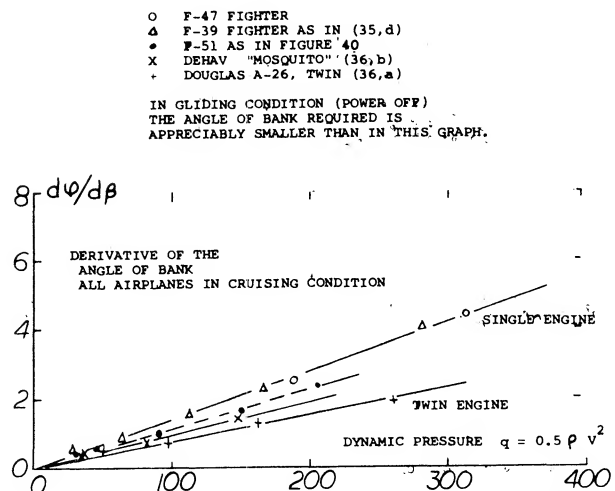 o F-47 FIGHTER
Δ F-39 FIGHTER AS IN (35,d)
• P-51 AS IN FIGURE 40
x DEHAV "MOSQUITO" (36,b)
+ DOUGLAS A-26, TWIN (36,a)
IN GLIDING CONDITION (POWER OFF)
THE ANGLE OF BANK REQUIRED IS
APPRECIABLY SMALLER THAN IN THIS GRAPH.
8
dφ/dβ
6
DERIVATIVE OF THE
ANGLE OF BANK
ALL AIRPLANES IN CRUISING CONDITION
4
SINGLE ENGINE
2
TWIN ENGINE
DYNAMIC PRESSURE q = 0.5 ρ V²
0
0 100 200 300 400